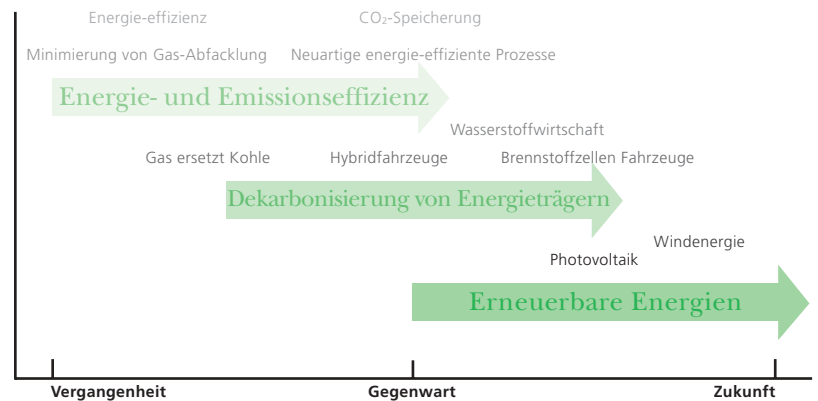 Energie-effizienz
CO₂-Speicherung
Minimierung von Gas-Abfacklung
Neuartige energie-effiziente Prozesse
Energie- und Emissionseffizienz
Wasserstoffwirtschaft
Gas ersetzt Kohle
Hybridfahrzeuge
Brennstoffzellen Fahrzeuge
Dekarbonisierung von Energieträgern
Windenergie
Photovoltaik
Erneuerbare Energien
Vergangenheit
Gegenwart
Zukunft